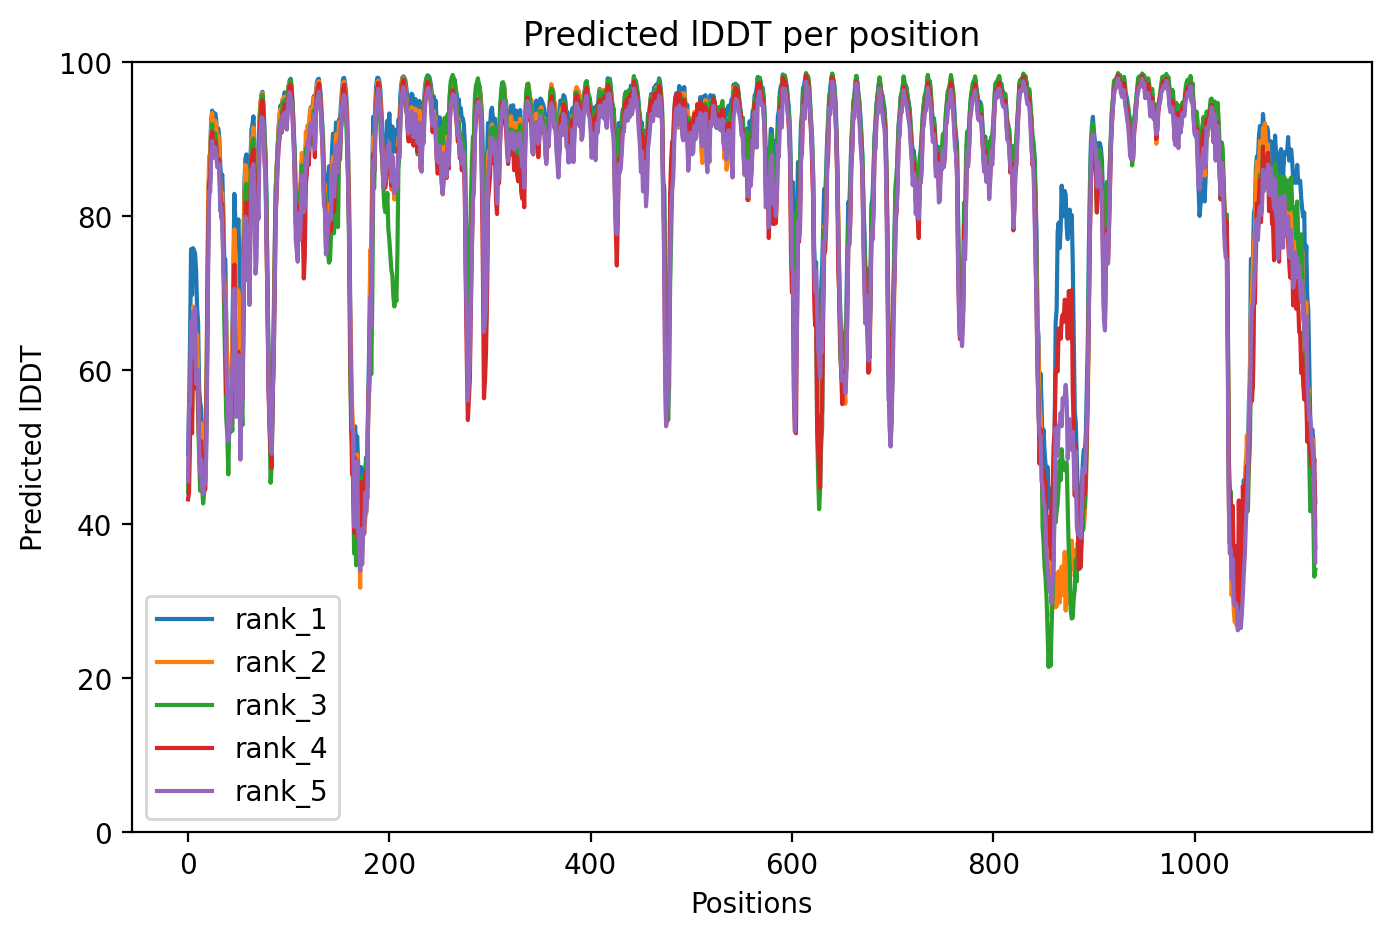 Predicted lDDT per position
100
80
60
40
20
0
Predicted lDDT
rank_1
rank_2
rank_3
rank_4
rank_5
0 200 400 600 800 1000
Positions